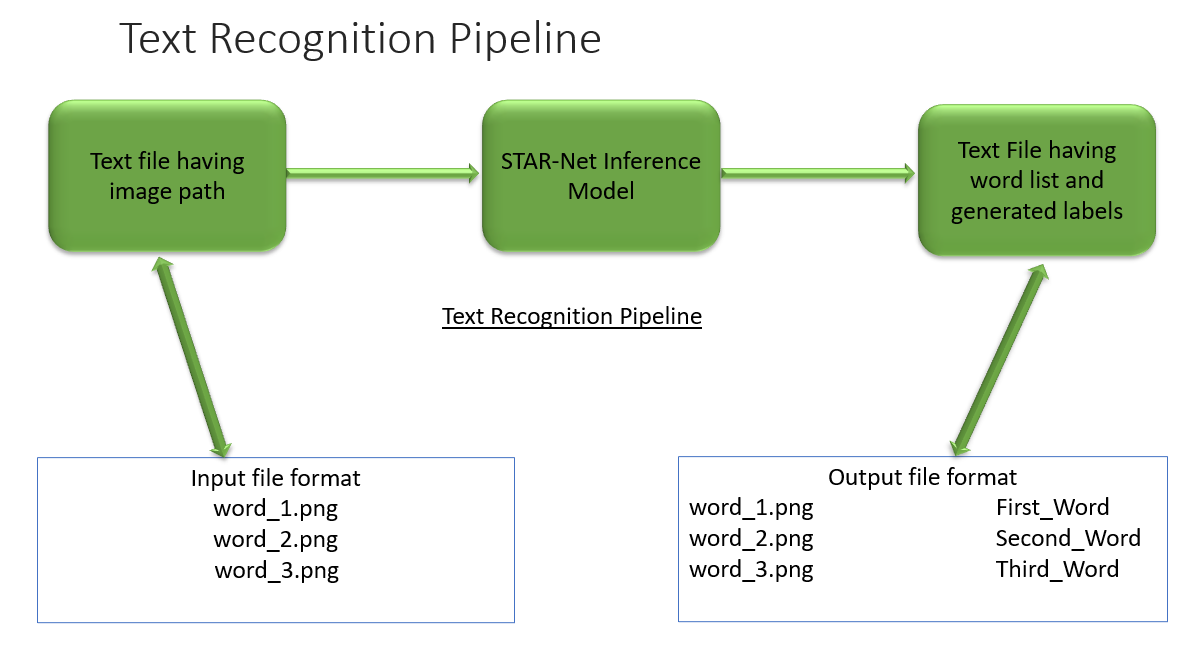 Text Recognition Pipeline
Text file having
image path
STAR-Net Inference
Model
Text File having
word list and
generated labels
Text Recognition Pipeline
Input file format
word_1.png
word_2.png
word_3.png
Output file format
word_1.png First_Word
word_2.png Second_Word
word_3.png Third_Word